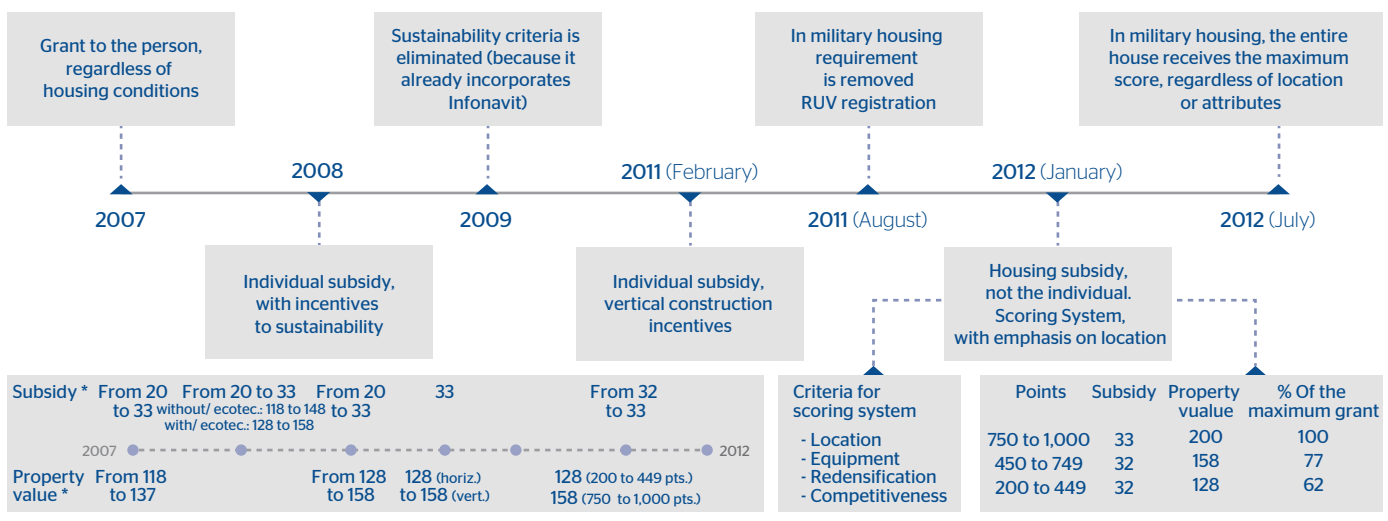 Grant to the person,
regardless of
housing conditions
Sustainability criteria is
eliminated (because it
already incorporates
Infonavit)
In military housing
requirement
is removed
RUV registration
In military housing, the entire
house receives the maximum
score, regardless of location
or attributes
2008
2011 (February)
2012 (January)
2007
2009
2011 (August)
2012 (July)
Individual subsidy,
with incentives
to sustainability
Individual subsidy,
vertical construction
incentives
Housing subsidy,
not the individual.
Scoring System,
with emphasis on location
Subsidy *
From 20
to 33
From 20 to 33
without/ ecotec.: 118 to 148
with/ ecotec.: 128 to 158
From 20
to 33
33
From 32
to 33
2007
2012
Property
value *
From 118
to 137
From 128
to 158
128 (horiz.)
to 158 (vert.)
128 (200 to 449 pts.)
158 (750 to 1,000 pts.)
Criteria for
scoring system
- Location
- Equipment
- Redensification
- Competitiveness
Points Subsidy Property vualue % Of the maximum grant
750 to 1,000 33 200 100
450 to 749 32 158 77
200 to 449 32 128 62